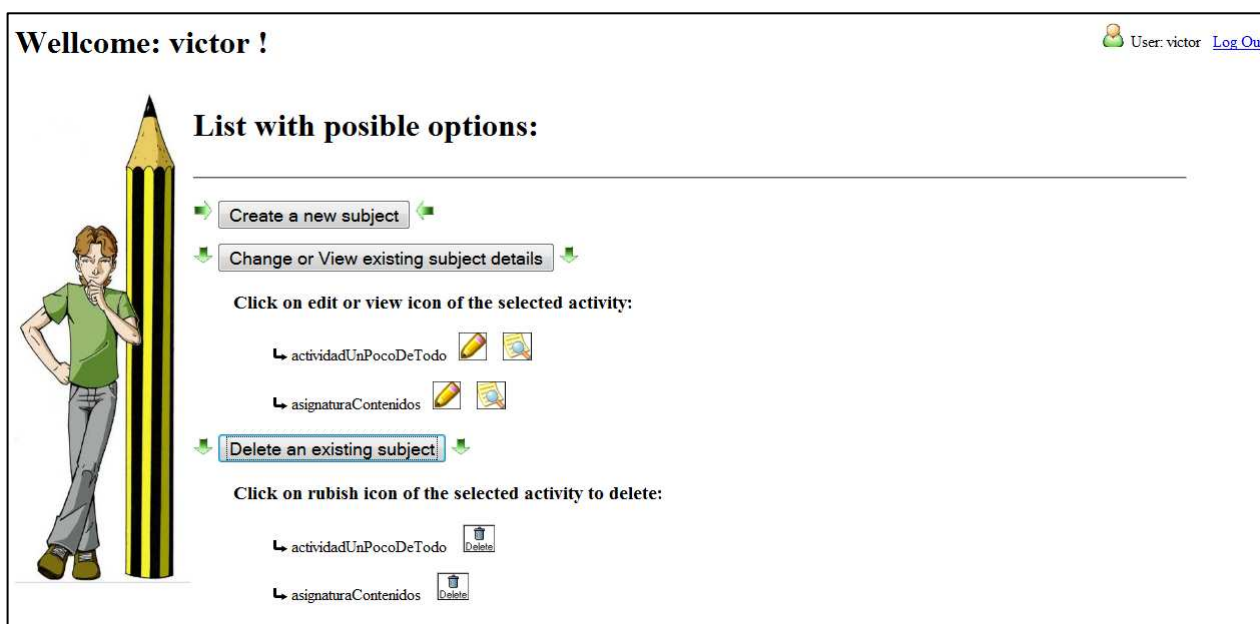 Wellcome: victor !
User: victor Log Ou
List with posible options:
Create a new subject
Change or View existing subject details
Click on edit or view icon of the selected activity:
actividadUnPocoDeTodo
asignaturaContenidos
Delete an existing subject
Click on rubish icon of the selected activity to delete:
actividadUnPocoDeTodo Delete
asignaturaContenidos Delete